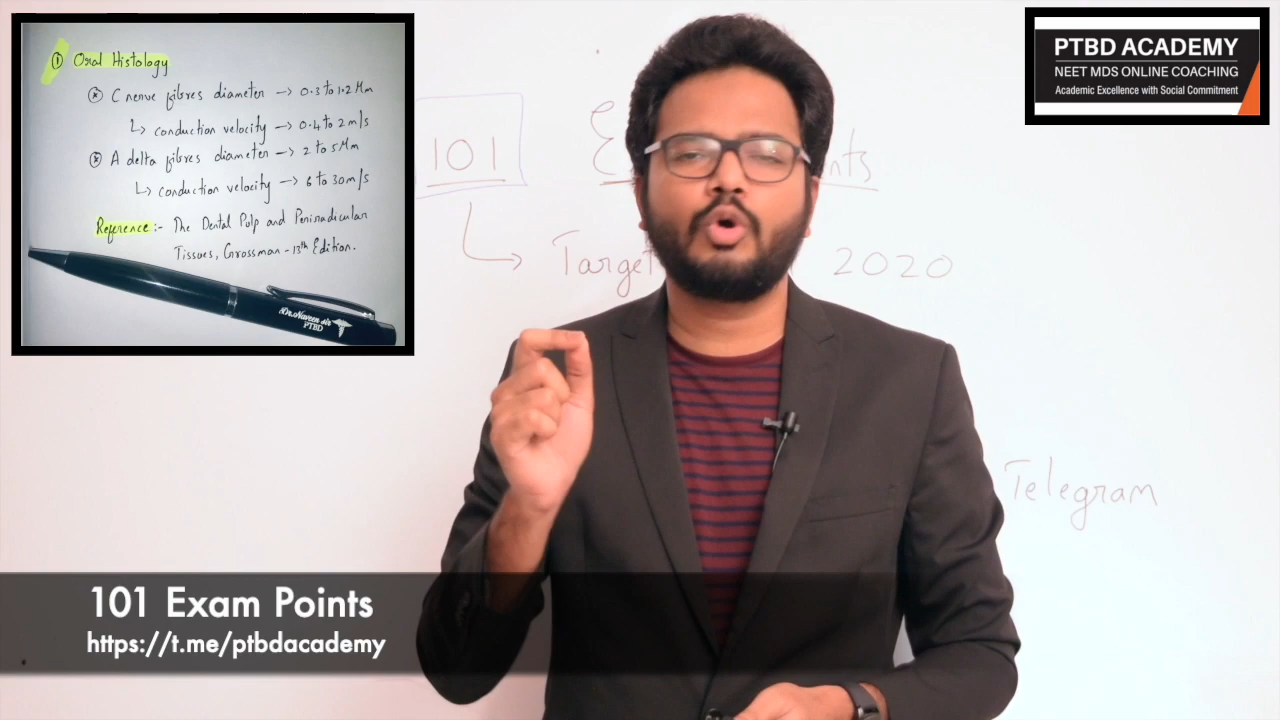 ① Oral Histology
C nerve fibres diameter → 0.3 to 1.2 Mm
↳ conduction velocity → 0.4 to 2 m/s
A delta fibres diameter → 2 to 5 Mm
↳ conduction velocity → 6 to 30 m/s
Reference :- The Dental Pulp and Periradicular
Tissues, Grossman - 13th Edition.
Dr. Naveen sir
PTBD
PTBD ACADEMY
NEET MDS ONLINE COACHING
Academic Excellence with Social Commitment
101
Target 2020
Telegram
101 Exam Points
https://t.me/ptbdacademy